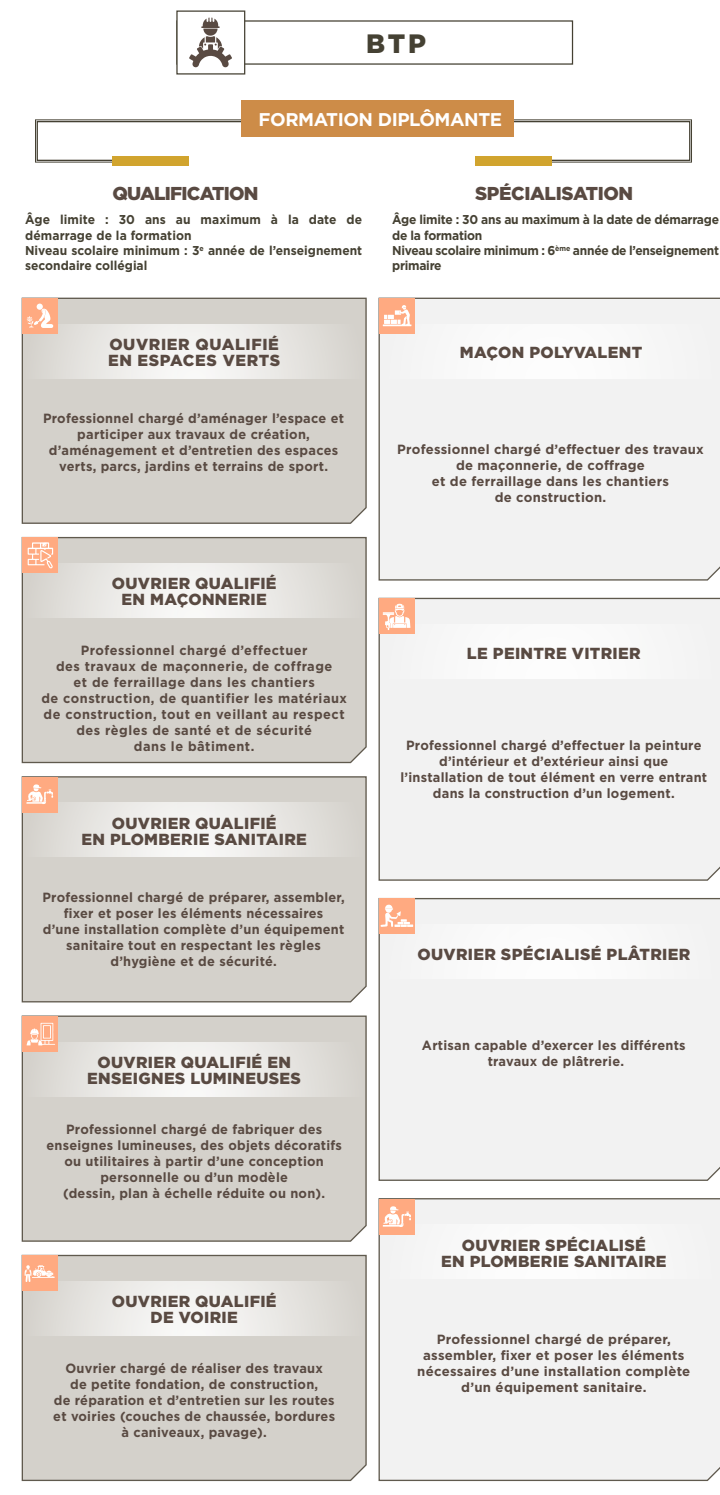 BTP
FORMATION DIPLÔMANTE
QUALIFICATION
Âge limite : 30 ans au maximum à la date de
démarrage de la formation
Niveau scolaire minimum : 3e année de l'enseignement
secondaire collégial
OUVRIER QUALIFIÉ
EN ESPACES VERTS
Professionnel chargé d'aménager l'espace et
participer aux travaux de création,
d'aménagement et d'entretien des espaces
verts, parcs, jardins et terrains de sport.
OUVRIER QUALIFIÉ
EN MAÇONNERIE
Professionnel chargé d'effectuer
des travaux de maçonnerie, de coffrage
et de ferraillage dans les chantiers
de construction, de quantifier les matériaux
de construction, tout en veillant au respect
des règles de santé et de sécurité
dans le bâtiment.
OUVRIER QUALIFIÉ
EN PLOMBERIE SANITAIRE
Professionnel chargé de préparer, assembler,
fixer et poser les éléments nécessaires
d'une installation complète d'un équipement
sanitaire tout en respectant les règles
d'hygiène et de sécurité.
OUVRIER QUALIFIÉ EN
ENSEIGNES LUMINEUSES
Professionnel chargé de fabriquer des
enseignes lumineuses, des objets décoratifs
ou utilitaires à partir d'une conception
personnelle ou d'un modèle
(dessin, plan à échelle réduite ou non).
OUVRIER QUALIFIÉ
DE VOIRIE
Ouvrier chargé de réaliser des travaux
de petite fondation, de construction,
de réparation et d'entretien sur les routes
et voiries (couches de chaussée, bordures
à caniveaux, pavage).
SPÉCIALISATION
Âge limite : 30 ans au maximum à la date de démarrage
de la formation
Niveau scolaire minimum : 6ème année de l'enseignement
primaire
MAÇON POLYVALENT
Professionnel chargé d'effectuer des travaux
de maçonnerie, de coffrage
et de ferraillage dans les chantiers
de construction.
LE PEINTRE VITRIER
Professionnel chargé d'effectuer la peinture
d'intérieur et d'extérieur ainsi que
l'installation de tout élément en verre entrant
dans la construction d'un logement.
OUVRIER SPÉCIALISÉ PLÂTRIER
Artisan capable d'exercer les différents
travaux de plâtrerie.
OUVRIER SPÉCIALISÉ
EN PLOMBERIE SANITAIRE
Professionnel chargé de préparer,
assembler, fixer et poser les éléments
nécessaires d'une installation complète
d'un équipement sanitaire.